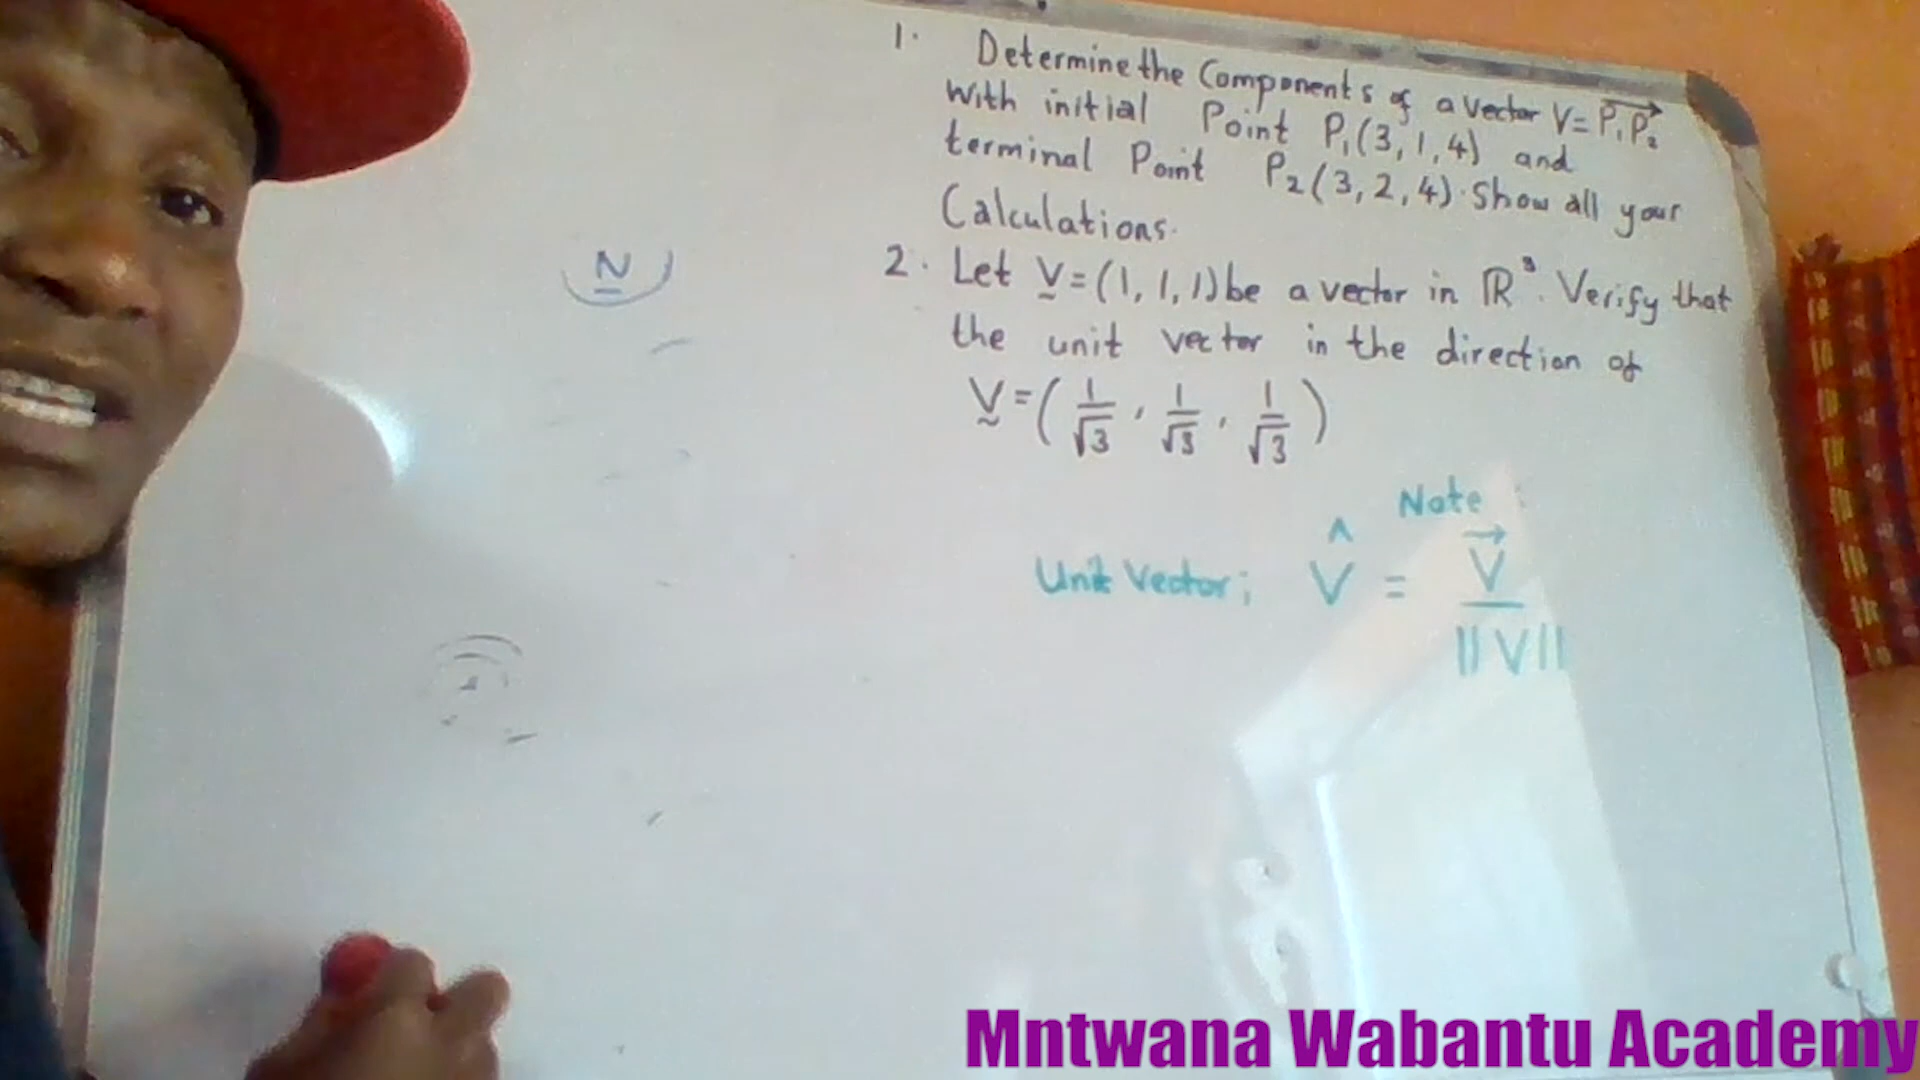 1. Determine the Components of a vector V = P₁P₂
With initial Point P₁(3,1,4) and
terminal Point P₂(3,2,4). Show all your
Calculations.
2. Let V = (1, 1, 1) be a vector in ℝ³. Verify that
the unit vector in the direction of
V = (1/√3, 1/√3, 1/√3)
N
Note :
Unit Vector; V̂ = V⃗ / ||V||
Mntwana Wabantu Academy